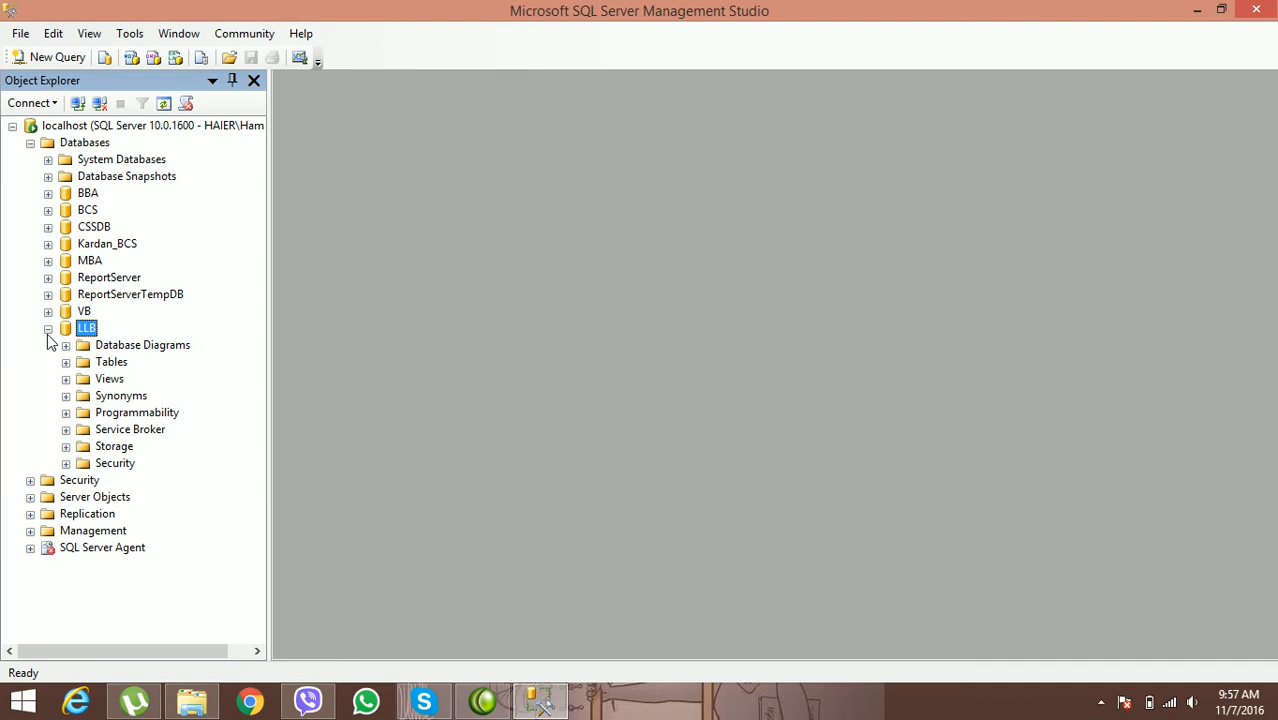 Microsoft SQL Server Management Studio
File Edit View Tools Window Community Help
New Query
Object Explorer
Connect
localhost (SQL Server 10.0.1600 - HAIER\Ham
Databases
System Databases
Database Snapshots
BBA
BCS
CSSDB
Kardan_BCS
MBA
ReportServer
ReportServerTempDB
VB
LLB
Database Diagrams
Tables
Views
Synonyms
Programmability
Service Broker
Storage
Security
Security
Server Objects
Replication
Management
SQL Server Agent
Ready
9:57 AM
11/7/2016